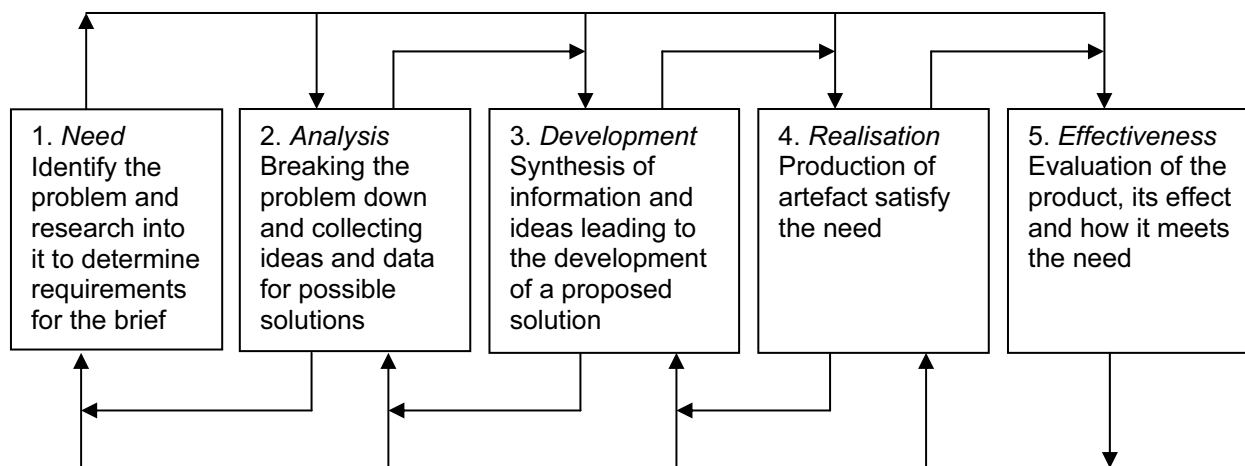 1. Need
Identify the
problem and
research into
it to determine
requirements
for the brief
2. Analysis
Breaking the
problem down
and collecting
ideas and data
for possible
solutions
3. Development
Synthesis of
information and
ideas leading to
the development
of a proposed
solution
4. Realisation
Production of
artefact satisfy
the need
5. Effectiveness
Evaluation of the
product, its effect
and how it meets
the need